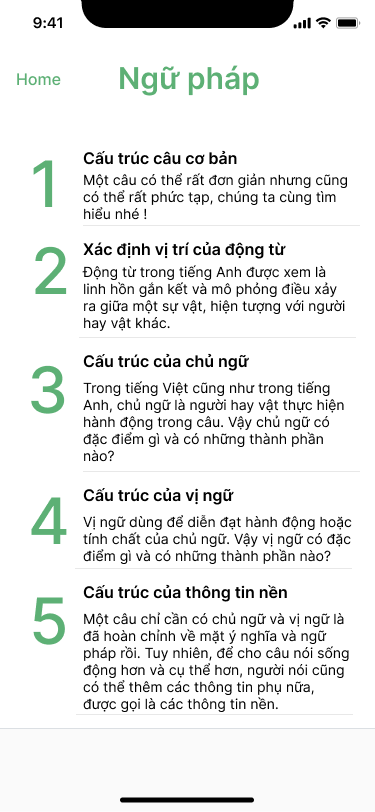 9:41
Home
Ngữ pháp
1
Cấu trúc câu cơ bản
Một câu có thể rất đơn giản nhưng cũng
có thể rất phức tạp, chúng ta cùng tìm
hiểu nhé !
2
Xác định vị trí của động từ
Động từ trong tiếng Anh được xem là
linh hồn gắn kết và mô phỏng điều xảy
ra giữa một sự vật, hiện tượng với người
hay vật khác.
3
Cấu trúc của chủ ngữ
Trong tiếng Việt cũng như trong tiếng
Anh, chủ ngữ là người hay vật thực hiện
hành động trong câu. Vậy chủ ngữ có
đặc điểm gì và có những thành phần
nào?
4
Cấu trúc của vị ngữ
Vị ngữ dùng để diễn đạt hành động hoặc
tính chất của chủ ngữ. Vậy vị ngữ có đặc
điểm gì và có những thành phần nào?
5
Cấu trúc của thông tin nền
Một câu chỉ cần có chủ ngữ và vị ngữ là
đã hoàn chỉnh về mặt ý nghĩa và ngữ
pháp rồi. Tuy nhiên, để cho câu nói sống
động hơn và cụ thể hơn, người nói cũng
có thể thêm các thông tin phụ nữa,
được gọi là các thông tin nền.